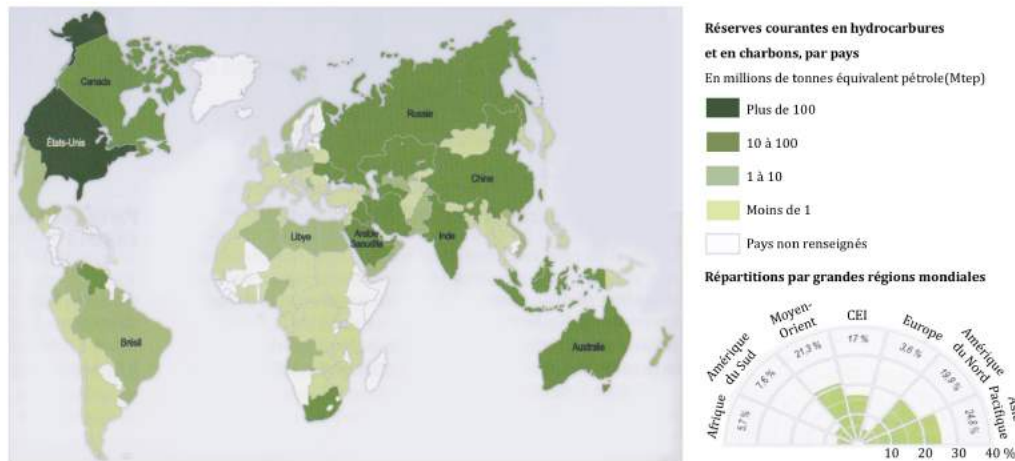 Canada
États-Unis
Brésil
Libye
Arabie
Saoudite
Russie
Chine
Inde
Australie
Réserves courantes en hydrocarbures
et en charbons, par pays
En millions de tonnes équivalent pétrole(Mtep)
Plus de 100
10 à 100
1 à 10
Moins de 1
Pays non renseignés
Répartitions par grandes régions mondiales
Afrique
5,7 %
Amérique
du Sud
7,6 %
Moyen-
Orient
21,3 %
CEI
17 %
Europe
3,6 %
Amérique
du Nord
19,9 %
Pacifique
24,8 %
10 20 30 40 %